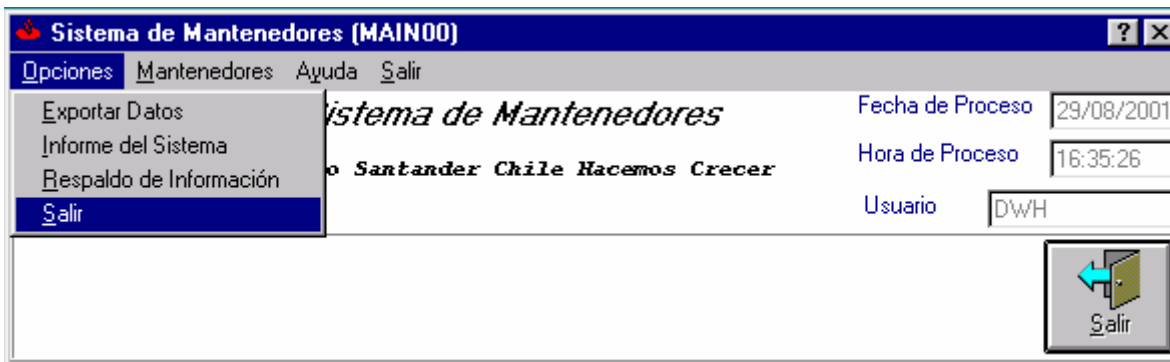 Sistema de Mantenedores (MAIN00)
Opciones Mantenedores Ayuda Salir
Exportar Datos
Informe del Sistema
Respaldo de Información
Salir
istema de Mantenedores
o Santander Chile Hacemos Crecer
Fecha de Proceso 29/08/2001
Hora de Proceso 16:35:26
Usuario DWH
Salir